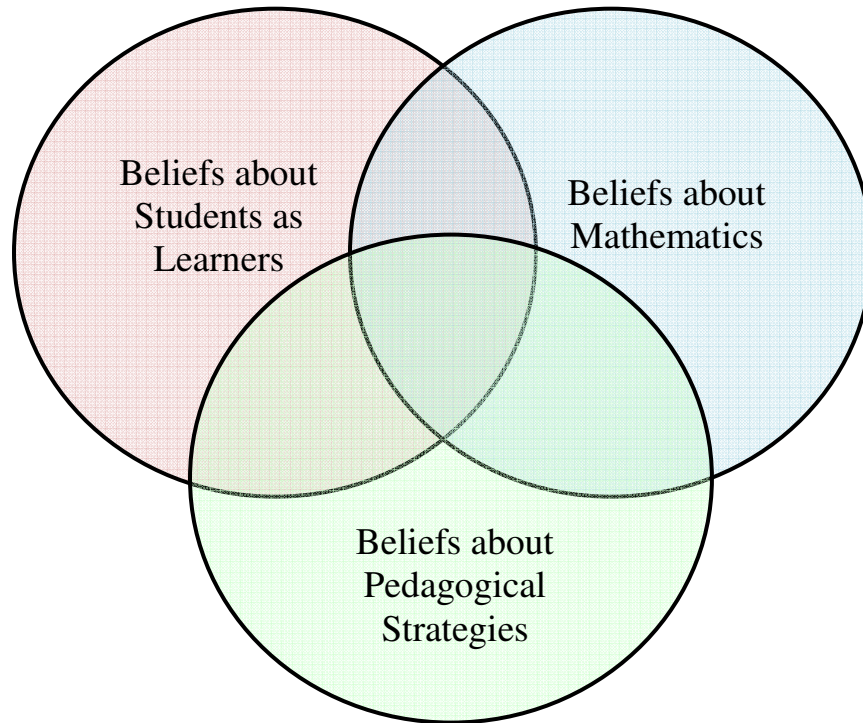 Beliefs about
Students as
Learners
Beliefs about
Mathematics
Beliefs about
Pedagogical
Strategies